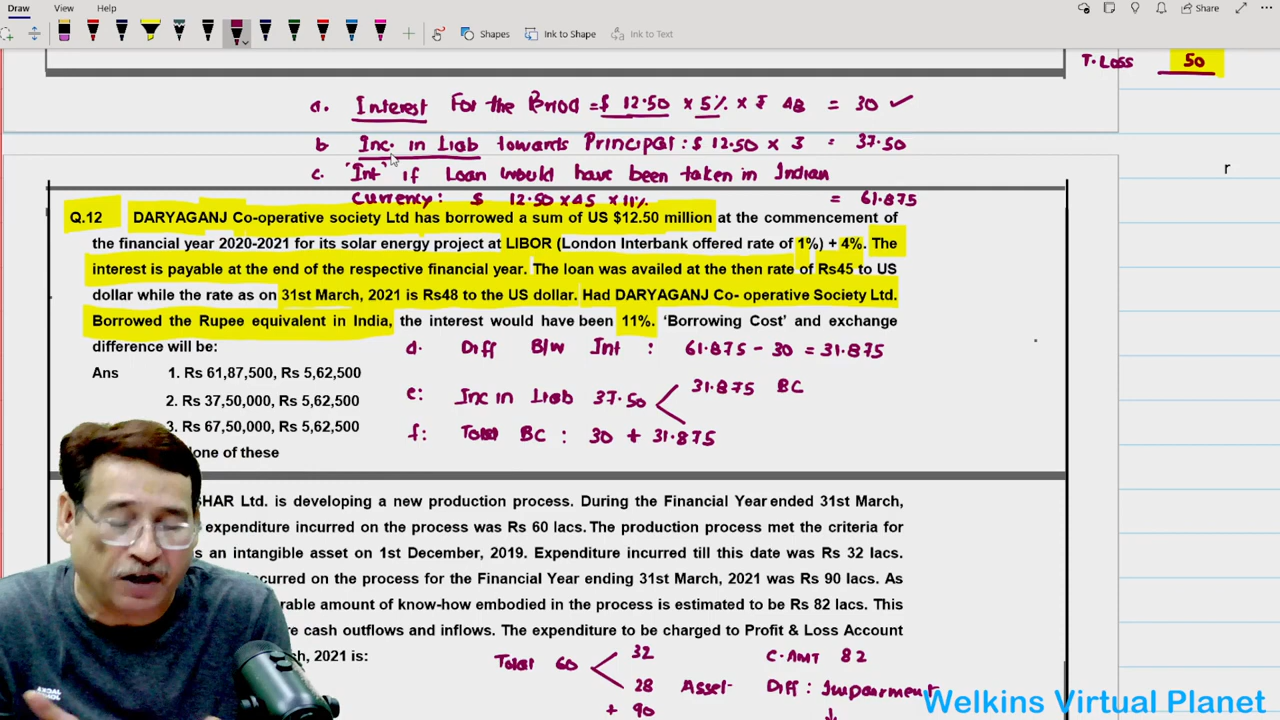 Draw View Help
Share
Shapes Ink to Shape Ink to Text
T. Loss 50
a. Interest For the Period = $ 12.50 x 5% x ₹ 48 = 30 ✓
b Inc. in Liab towards Principal : $ 12.50 x 3 = 37.50
c. "Int" if Loan would have been taken in Indian
r
Currency : $ 12.50 x 45 x 11% = 61.875
Q.12 DARYAGANJ Co-operative society Ltd has borrowed a sum of US $12.50 million at the commencement of
the financial year 2020-2021 for its solar energy project at LIBOR (London Interbank offered rate of 1%) + 4%. The
interest is payable at the end of the respective financial year. The loan was availed at the then rate of Rs45 to US
dollar while the rate as on 31st March, 2021 is Rs48 to the US dollar. Had DARYAGANJ Co- operative Society Ltd.
Borrowed the Rupee equivalent in India, the interest would have been 11%. ‘Borrowing Cost’ and exchange
difference will be:
d. Diff B/w Int : 61.875 - 30 = 31.875
Ans 1. Rs 61,87,500, Rs 5,62,500
e: Inc in Liab 37.50 31.875 BC
2. Rs 37,50,000, Rs 5,62,500
3. Rs 67,50,000, Rs 5,62,500
f: Total BC : 30 + 31.875
one of these
SHAR Ltd. is developing a new production process. During the Financial Year ended 31st March,
expenditure incurred on the process was Rs 60 lacs. The production process met the criteria for
s an intangible asset on 1st December, 2019. Expenditure incurred till this date was Rs 32 lacs.
ncurred on the process for the Financial Year ending 31st March, 2021 was Rs 90 lacs. As
rable amount of know-how embodied in the process is estimated to be Rs 82 lacs. This
re cash outflows and inflows. The expenditure to be charged to Profit & Loss Account
ch, 2021 is:
Total 60 32 C. AMT 82
28 Asset Diff : Impairment
+ 90 ↓
Welkins Virtual Planet